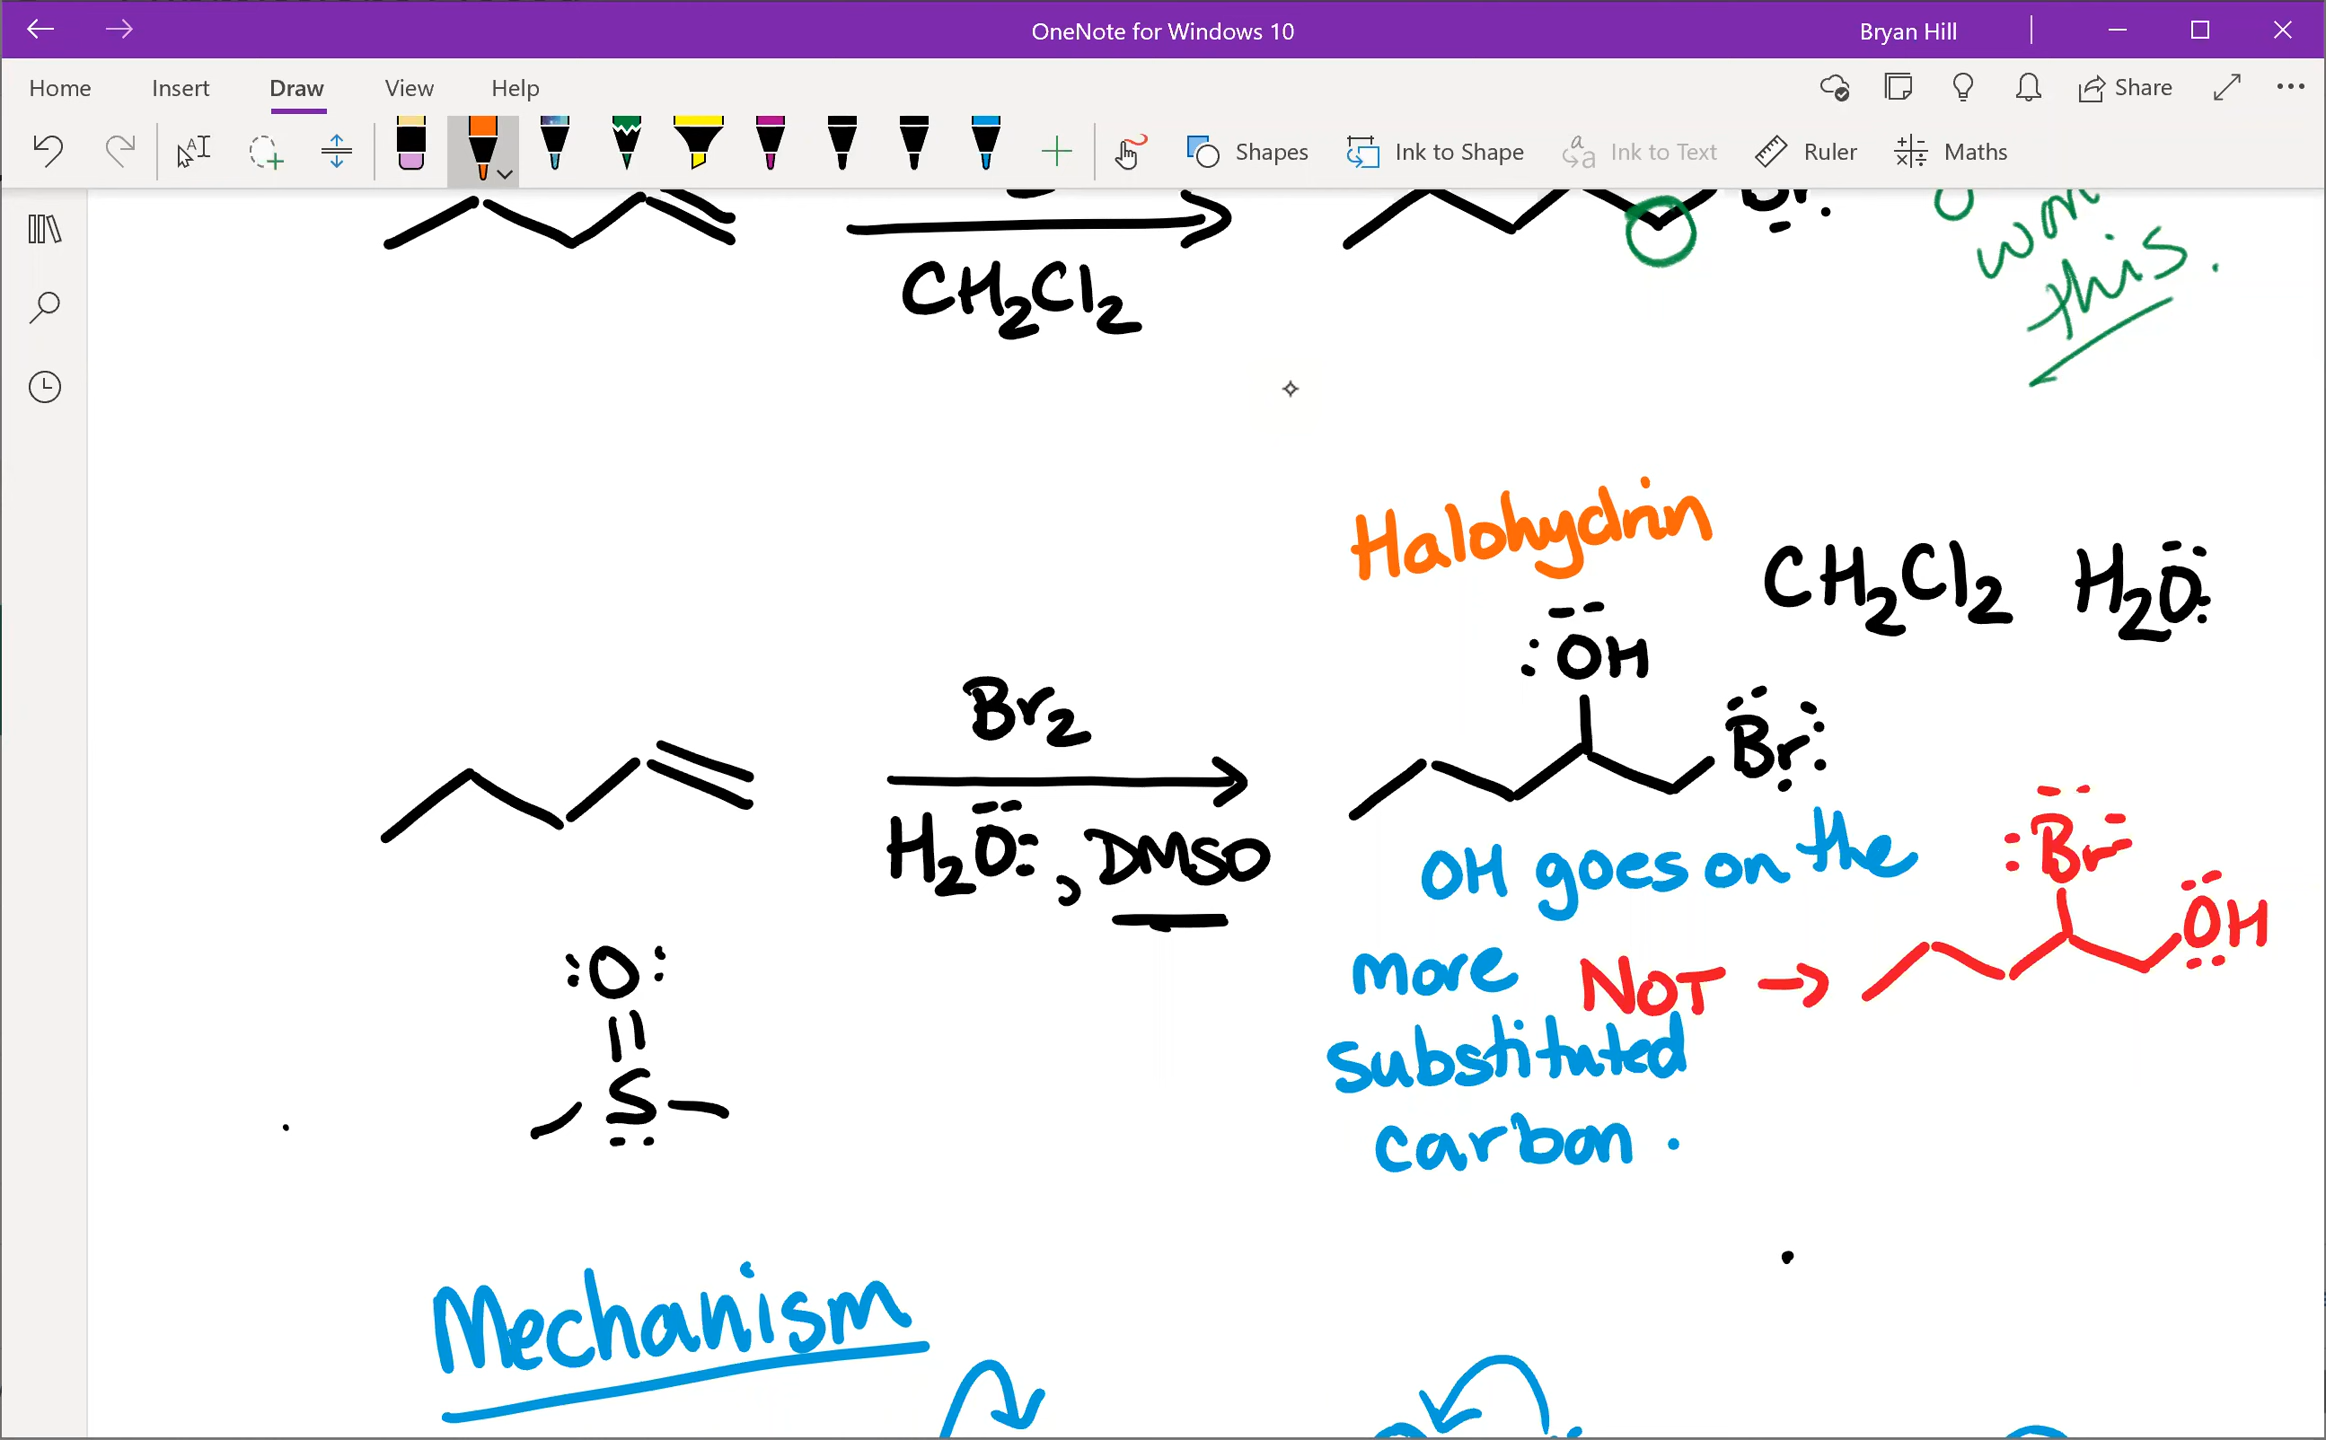 OneNote for Windows 10
Bryan Hill
Home Insert Draw View Help
Share
Shapes Ink to Shape Ink to Text Ruler Maths
Br:
CH2Cl2
this.
Halohydrin
CH2Cl2 H2O:
:OH
Br2
Br:
H2O:, DMSO
OH goes on the
more
substituted
carbon.
NOT →
:Br
OH
:O:
S
Mechanism